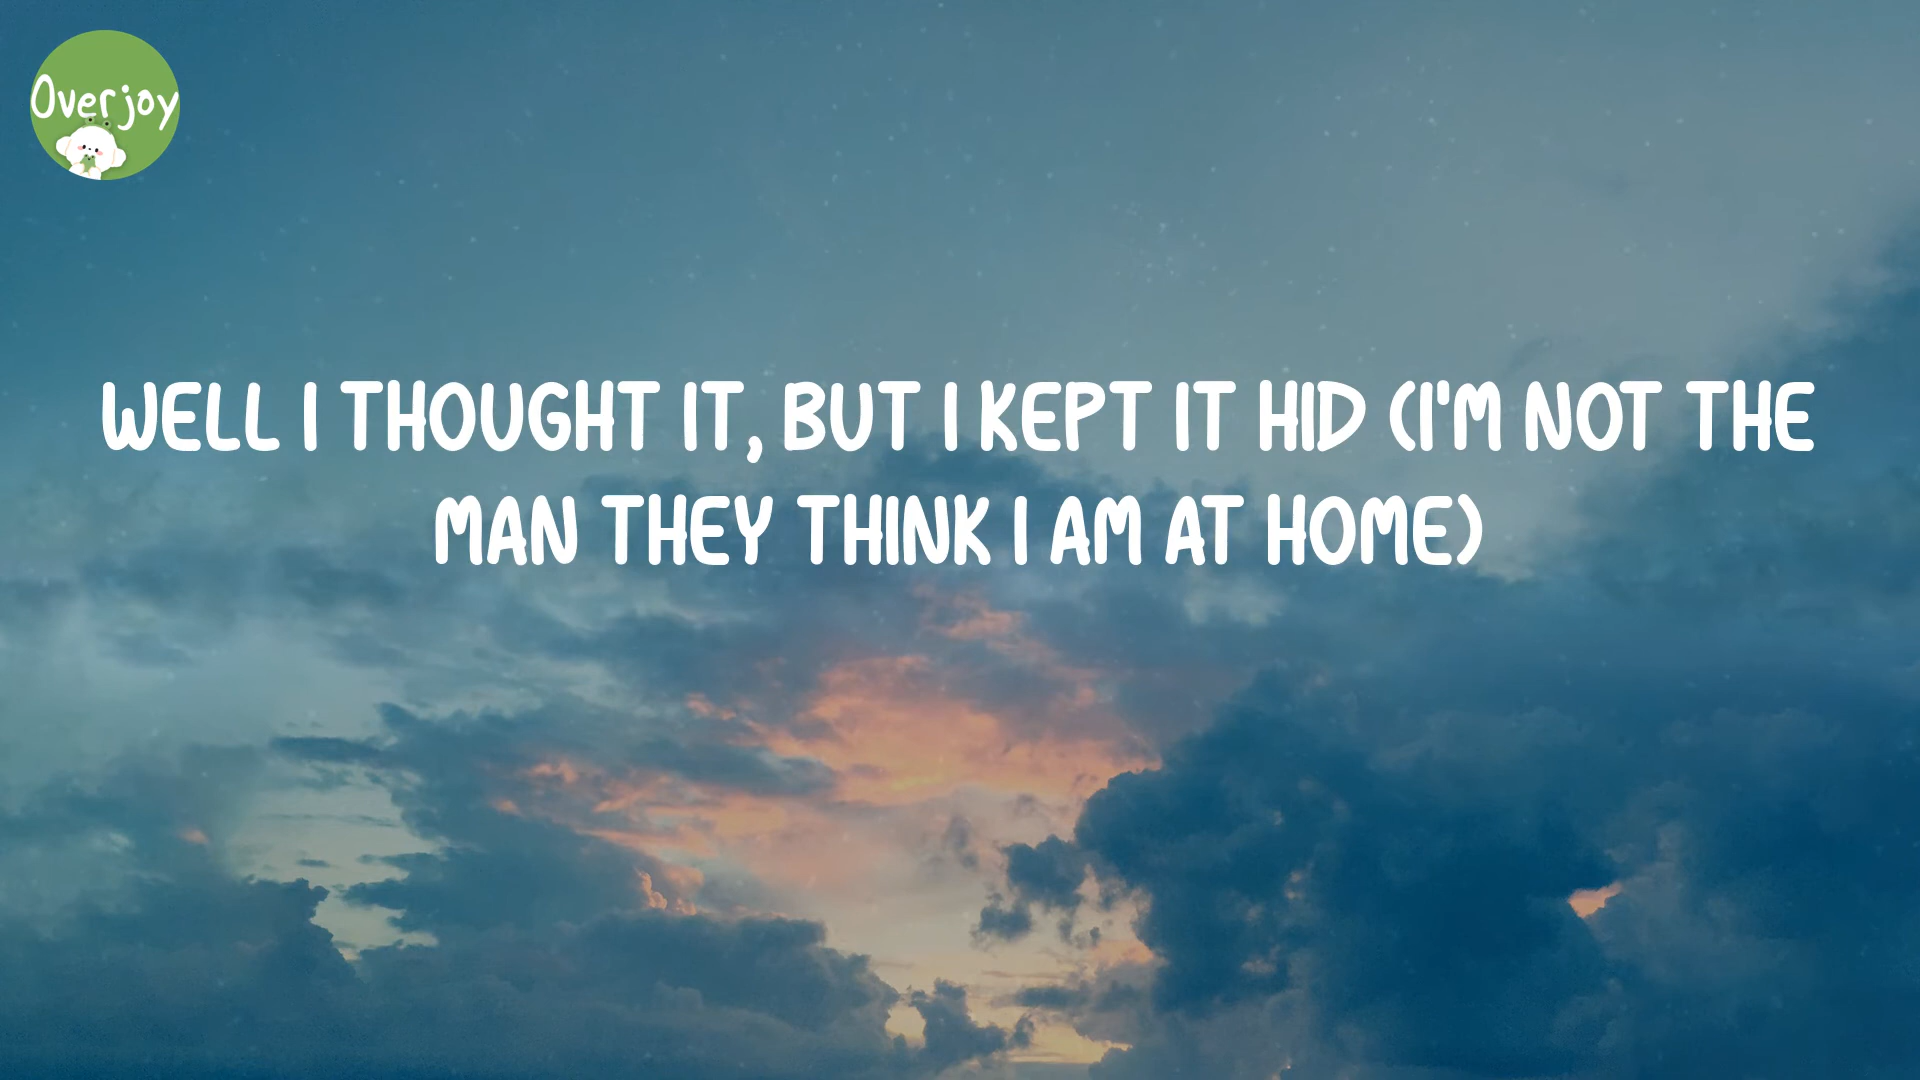 Overjoy
WELL I THOUGHT IT, BUT I KEPT IT HID (I'M NOT THE
MAN THEY THINK I AM AT HOME)